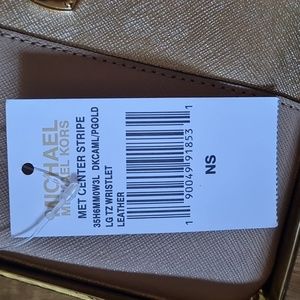 MICHAEL
MICHAEL KORS
MET CENTER STRIPE
35H6MM0W3L DKCAML/PGOLD
LG TZ WRISTLET
LEATHER
1 90049 91853 1
NS